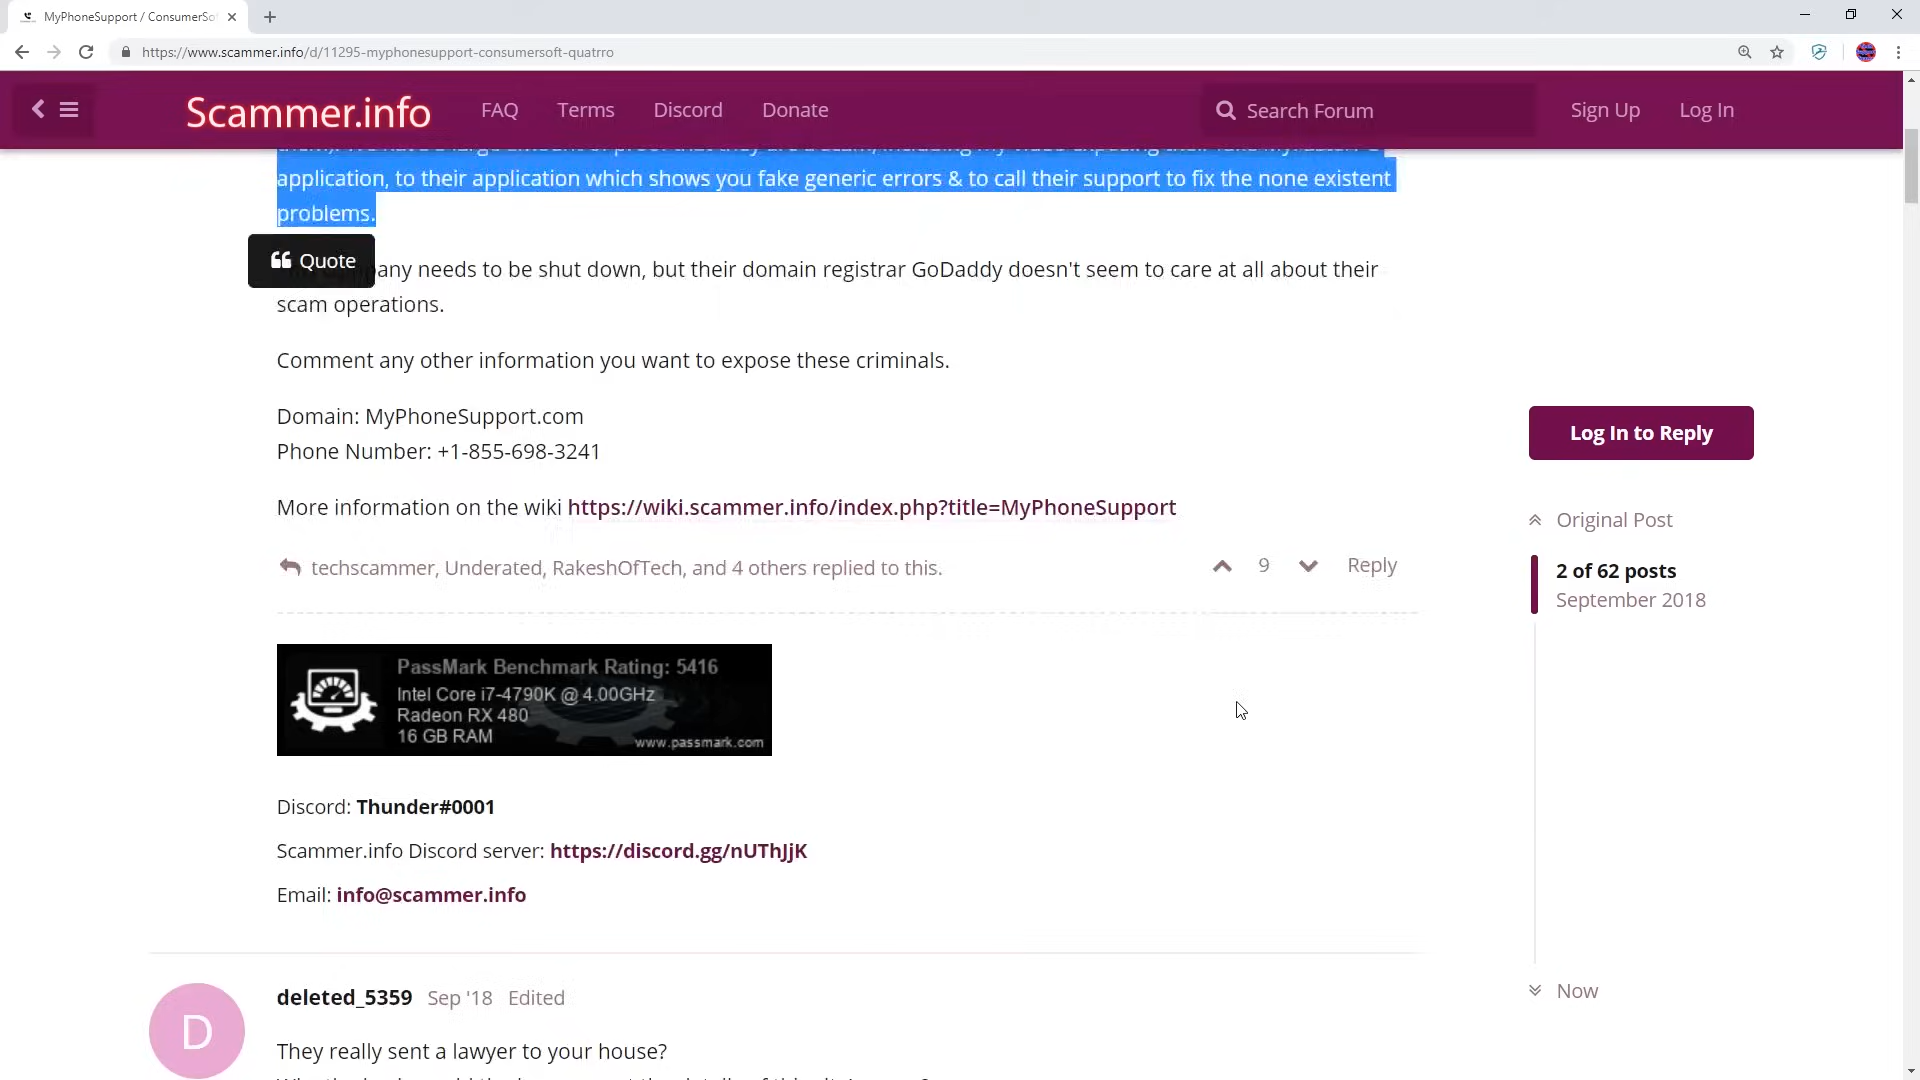 MyPhoneSupport / ConsumerSo
https://www.scammer.info/d/11295-myphonesupport-consumersoft-quatrro
Scammer.info
FAQ
Terms
Discord
Donate
Search Forum
Sign Up
Log In
application, to their application which shows you fake generic errors & to call their support to fix the none existent
problems.
Quote
any needs to be shut down, but their domain registrar GoDaddy doesn't seem to care at all about their
scam operations.
Comment any other information you want to expose these criminals.
Domain: MyPhoneSupport.com
Phone Number: +1-855-698-3241
More information on the wiki https://wiki.scammer.info/index.php?title=MyPhoneSupport
techscammer, Underated, RakeshOfTech, and 4 others replied to this.
9
Reply
Log In to Reply
Original Post
2 of 62 posts
September 2018
Now
PassMark Benchmark Rating: 5416
Intel Core i7-4790K @ 4.00GHz
Radeon RX 480
16 GB RAM
www.passmark.com
Discord: Thunder#0001
Scammer.info Discord server: https://discord.gg/nUThJjK
Email: info@scammer.info
D
deleted_5359 Sep '18 Edited
They really sent a lawyer to your house?